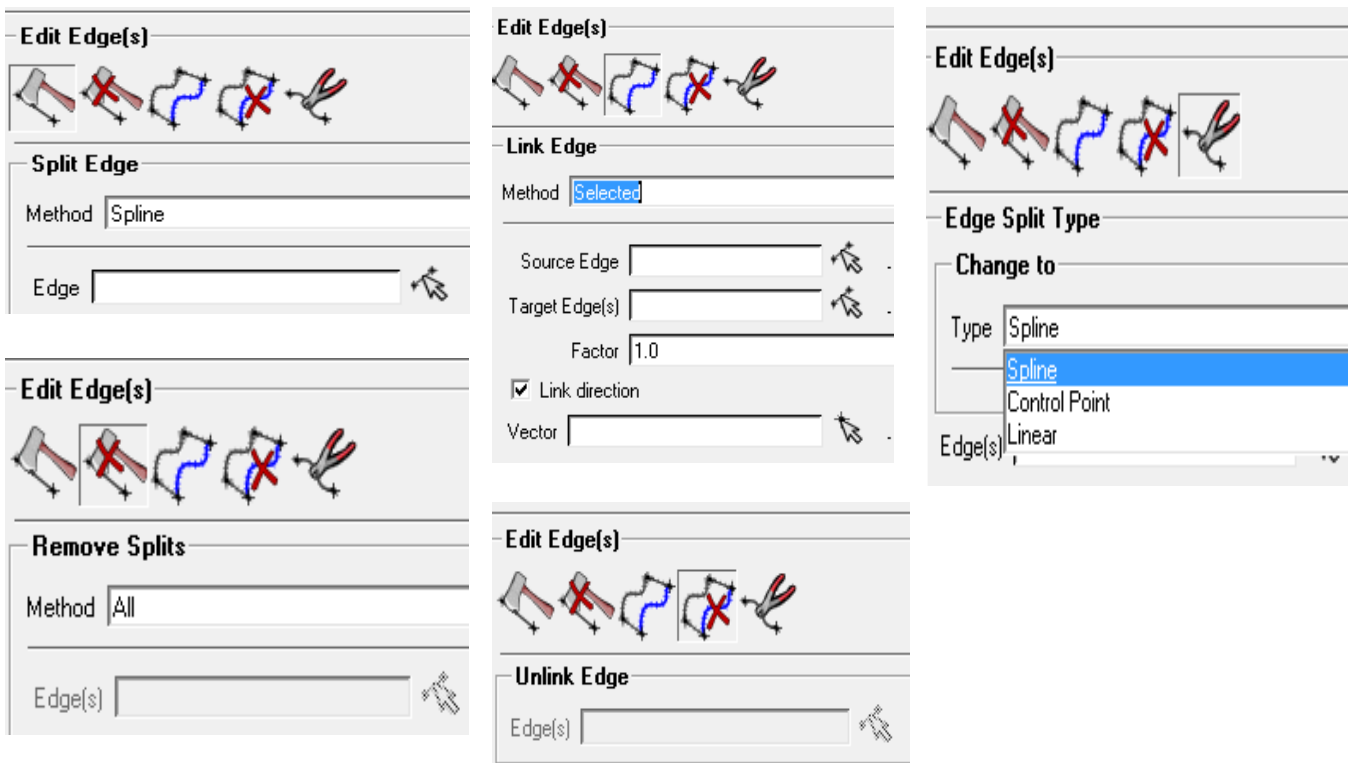 Edit Edge(s)
Split Edge
Method Spline
Edge
Edit Edge(s)
Remove Splits
Method All
Edge(s)
Edit Edge(s)
Link Edge
Method Selected
Source Edge
Target Edge(s)
Factor 1.0
Link direction
Vector
Edit Edge(s)
Unlink Edge
Edge(s)
Edit Edge(s)
Edge Split Type
Change to
Type Spline
Spline
Control Point
Linear
Edge(s)